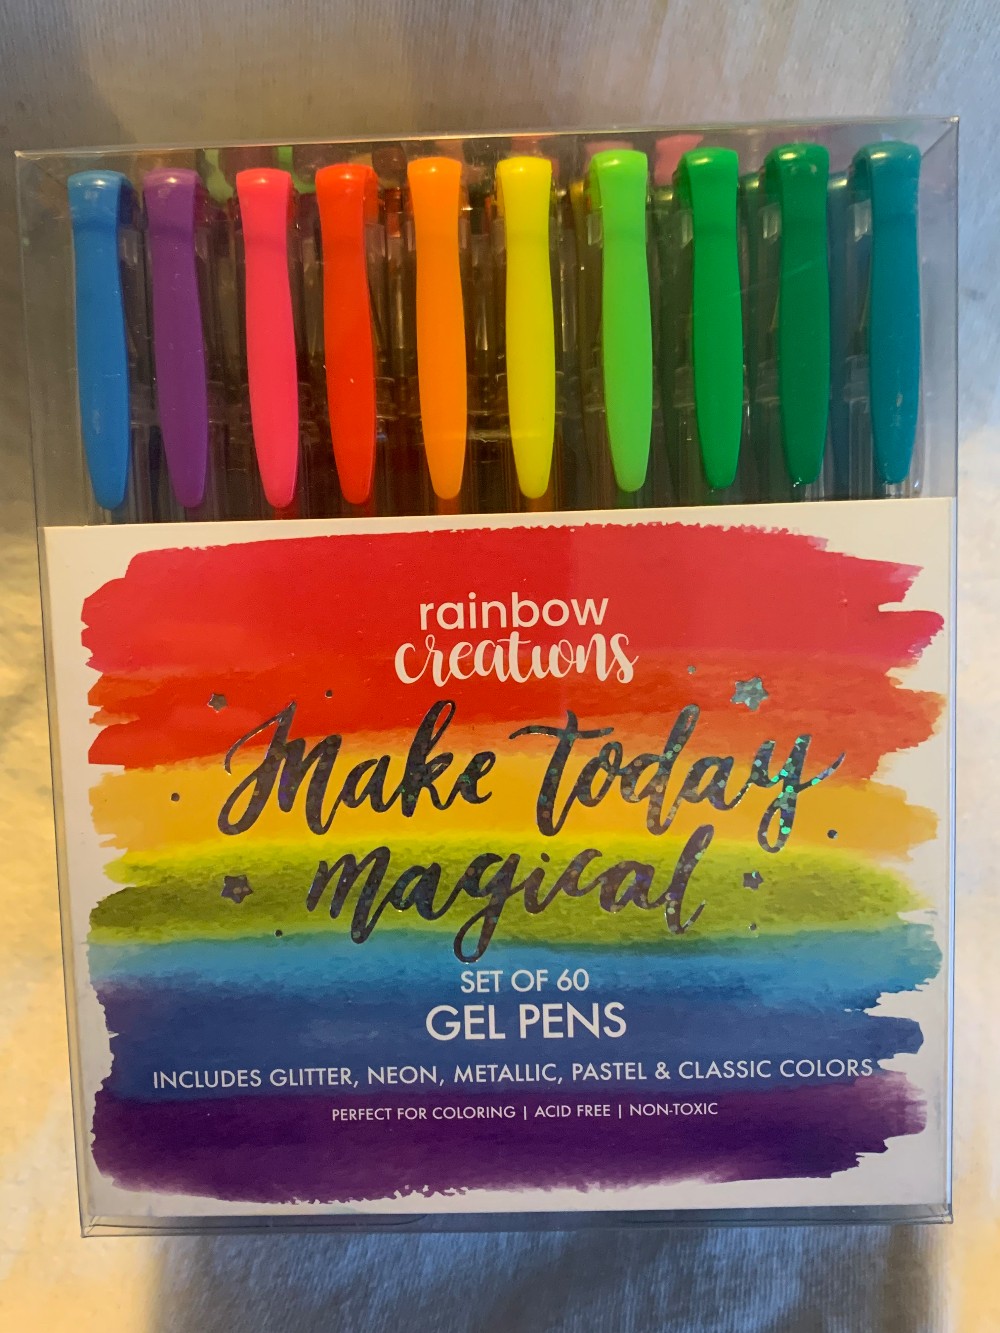 rainbow
creations
Make Today
magical
SET OF 60
GEL PENS
INCLUDES GLITTER, NEON, METALLIC, PASTEL & CLASSIC COLORS
PERFECT FOR COLORING | ACID FREE | NON-TOXIC